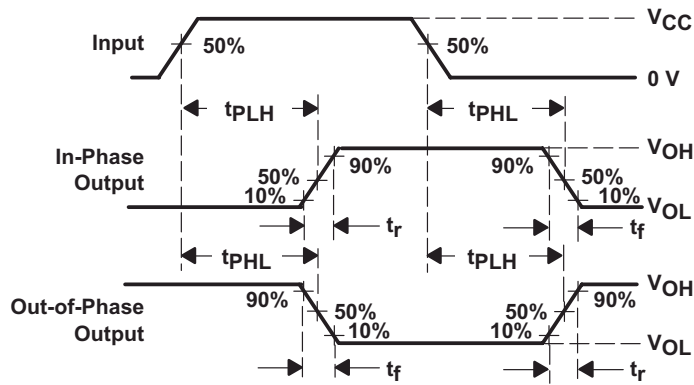 Input
50%
50%
VCC
0 V
tPLH
tPHL
In-Phase
Output
50%
10%
90%
90%
50%
10%
VOH
VOL
tr
tf
tPHL
tPLH
Out-of-Phase
Output
90%
50%
10%
50%
10%
90%
VOH
VOL
tf
tr